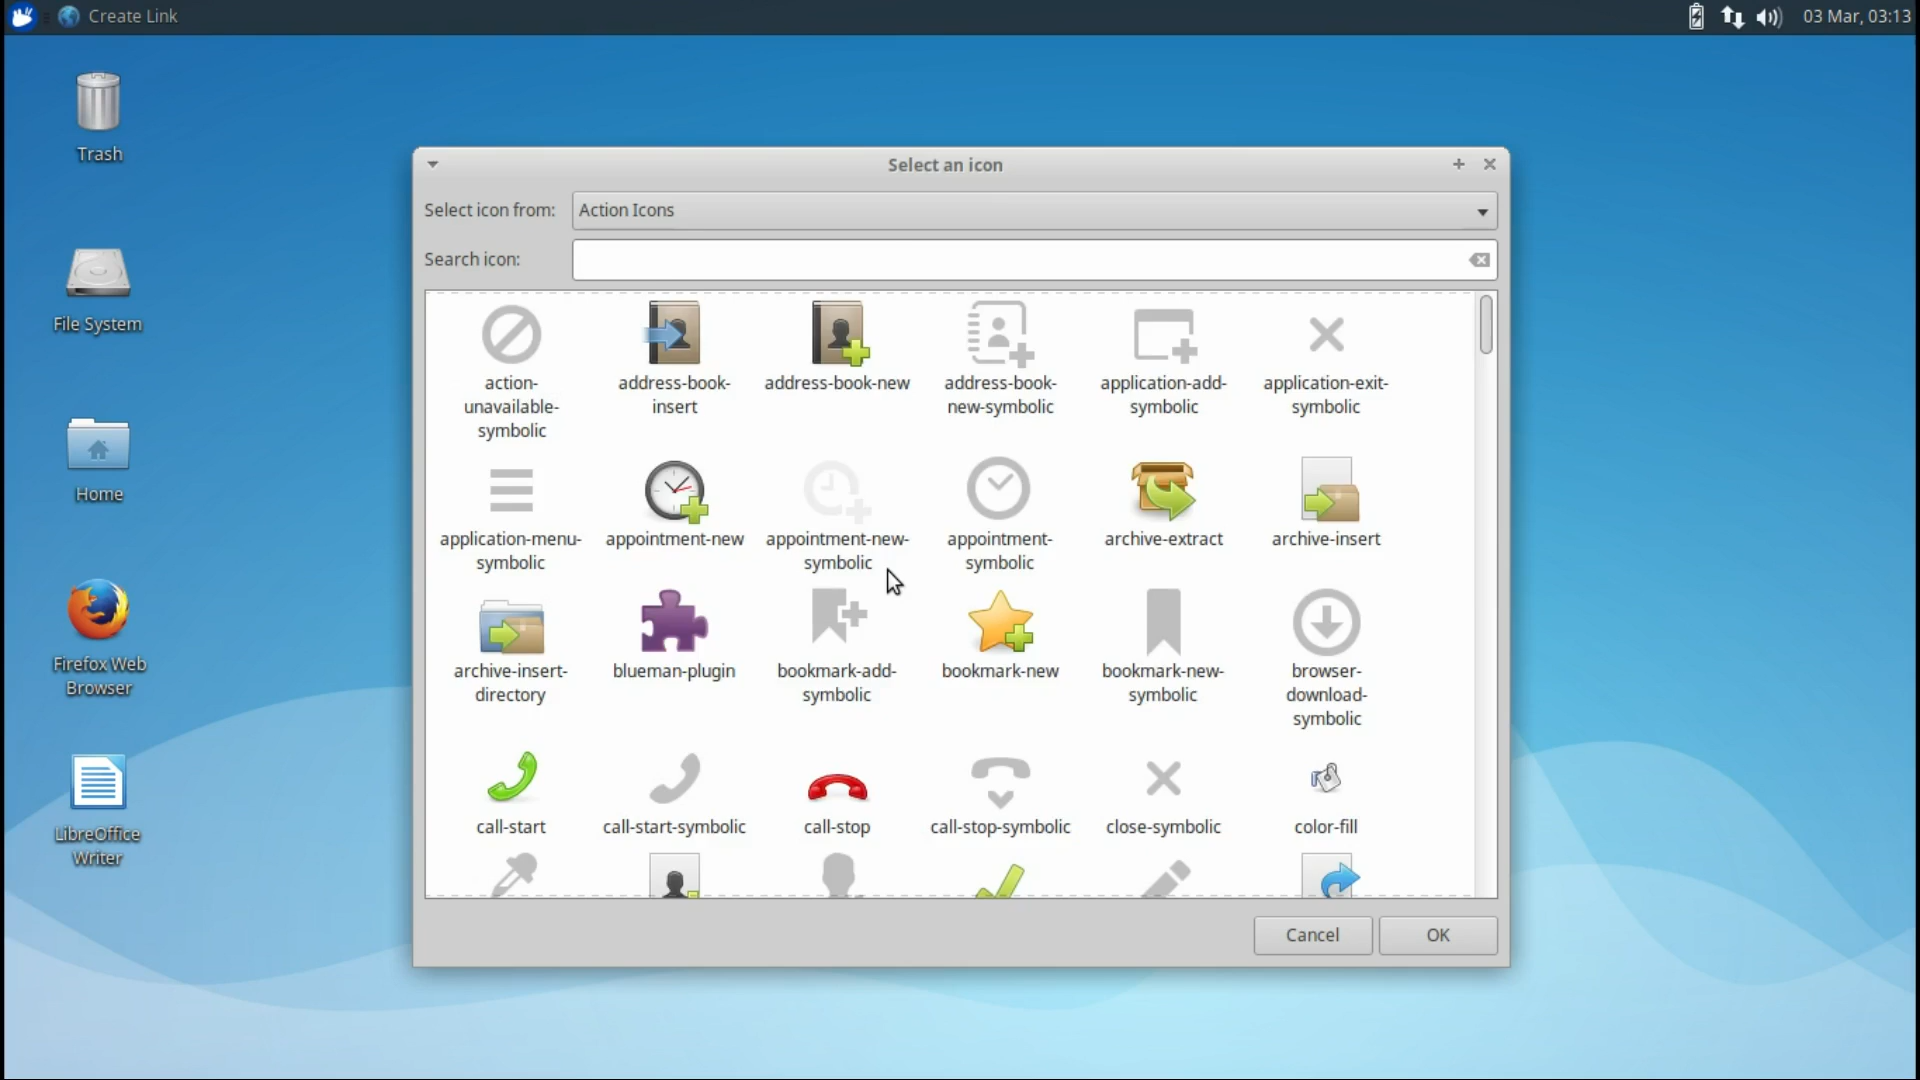 Create Link
03 Mar, 03:13
Trash
File System
Home
Firefox Web
Browser
LibreOffice
Writer
Select an icon
Select icon from:
Action Icons
Search icon:
action-
unavailable-
symbolic
address-book-
insert
address-book-new
address-book-
new-symbolic
application-add-
symbolic
application-exit-
symbolic
application-menu-
symbolic
appointment-new
appointment-new-
symbolic
appointment-
symbolic
archive-extract
archive-insert
archive-insert-
directory
blueman-plugin
bookmark-add-
symbolic
bookmark-new
bookmark-new-
symbolic
browser-
download-
symbolic
call-start
call-start-symbolic
call-stop
call-stop-symbolic
close-symbolic
color-fill
Cancel
OK